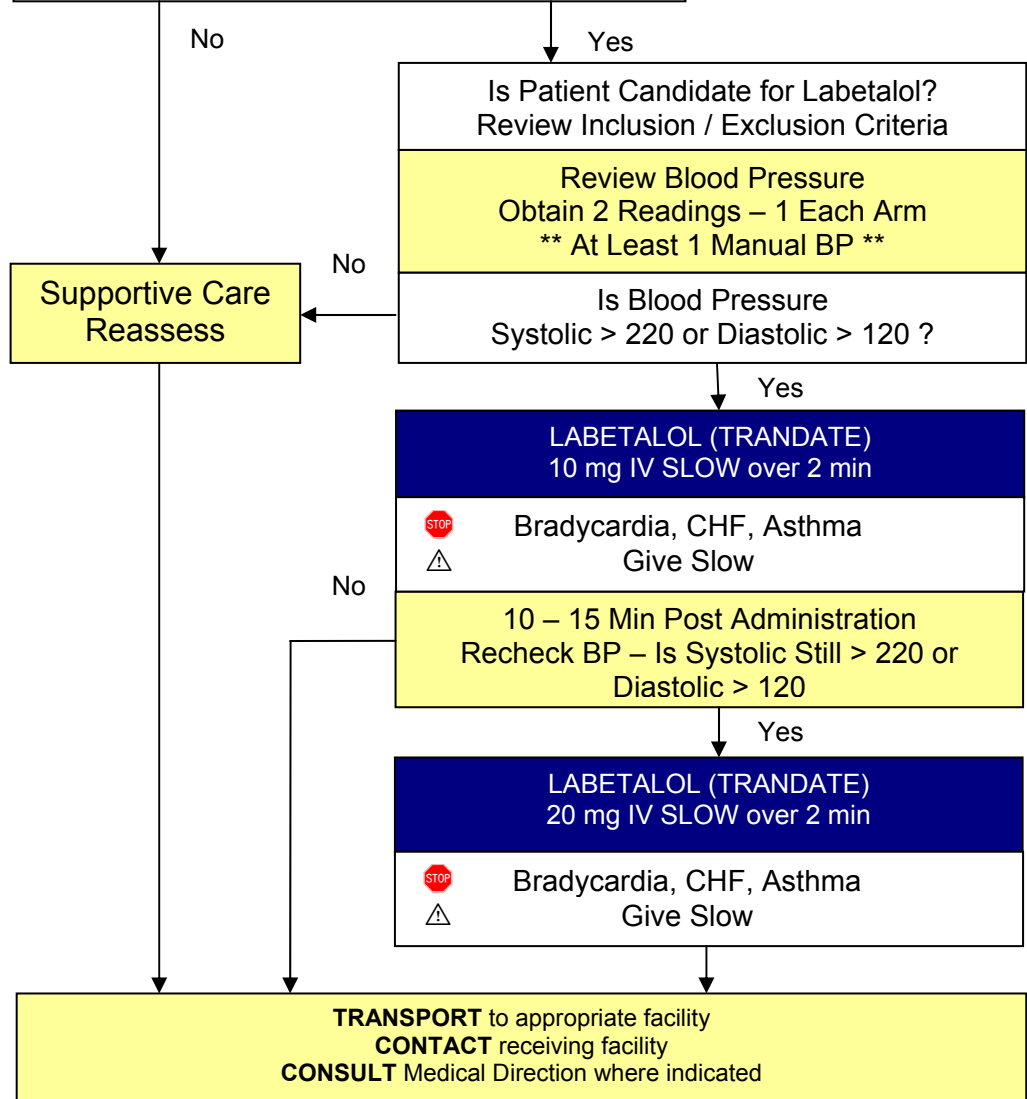 No
Yes
Is Patient Candidate for Labetalol?
Review Inclusion / Exclusion Criteria
Review Blood Pressure
Obtain 2 Readings – 1 Each Arm
** At Least 1 Manual BP **
No
Supportive Care
Reassess
Is Blood Pressure
Systolic > 220 or Diastolic > 120 ?
Yes
LABETALOL (TRANDATE)
10 mg IV SLOW over 2 min
STOP
Bradycardia, CHF, Asthma
Give Slow
No
10 – 15 Min Post Administration
Recheck BP – Is Systolic Still > 220 or
Diastolic > 120
Yes
LABETALOL (TRANDATE)
20 mg IV SLOW over 2 min
STOP
Bradycardia, CHF, Asthma
Give Slow
TRANSPORT to appropriate facility
CONTACT receiving facility
CONSULT Medical Direction where indicated